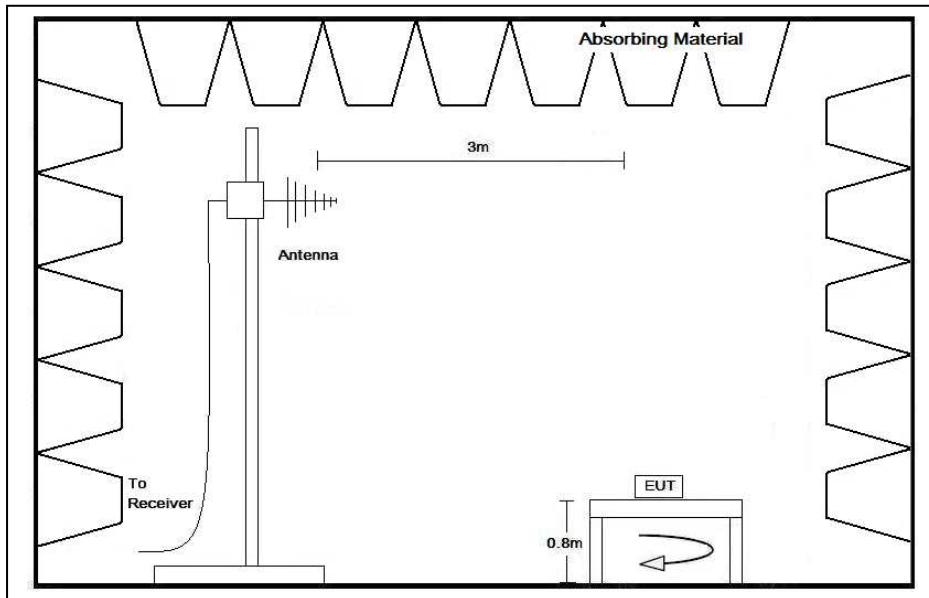 Absorbing Material
3m
Antenna
To
Receiver
EUT
0.8m